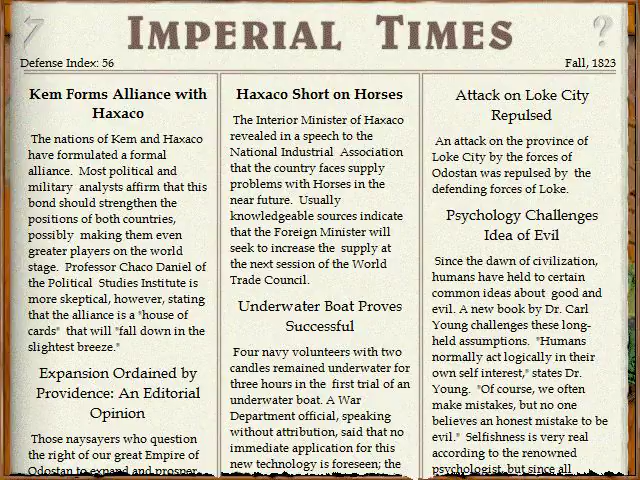 Imperial Times
Defense Index: 56
Fall, 1823
Kem Forms Alliance with
Haxaco
The nations of Kem and Haxaco
have formulated a formal
alliance. Most political and
military analysts affirm that this
bond should strengthen the
positions of both countries,
possibly making them even
greater players on the world
stage. Professor Chaco Daniel of
the Political Studies Institute is
more skeptical, however, stating
that the alliance is a "house of
cards" that will "fall down in the
slightest breeze."
Expansion Ordained by
Providence: An Editorial
Opinion
Those naysayers who question
the right of our great Empire of
Odostan to expand and prosper
Haxaco Short on Horses
The Interior Minister of Haxaco
revealed in a speech to the
National Industrial Association
that the country faces supply
problems with Horses in the
near future. Usually
knowledgeable sources indicate
that the Foreign Minister will
seek to increase the supply at
the next session of the World
Trade Council.
Underwater Boat Proves
Successful
Four navy volunteers with two
candles remained underwater for
three hours in the first trial of an
underwater boat. A War
Department official, speaking
without attribution, said that no
immediate application for this
new technology is foreseen; the
Attack on Loke City
Repulsed
An attack on the province of
Loke City by the forces of
Odostan was repulsed by the
defending forces of Loke.
Psychology Challenges
Idea of Evil
Since the dawn of civilization,
humans have held to certain
common ideas about good and
evil. A new book by Dr. Carl
Young challenges these long-
held assumptions. "Humans
normally act logically in their
own self interest," states Dr.
Young. "Of course, we often
make mistakes, but no one
believes an honest mistake to be
evil." Selfishness is very real
according to the renowned
psychologist, but since all